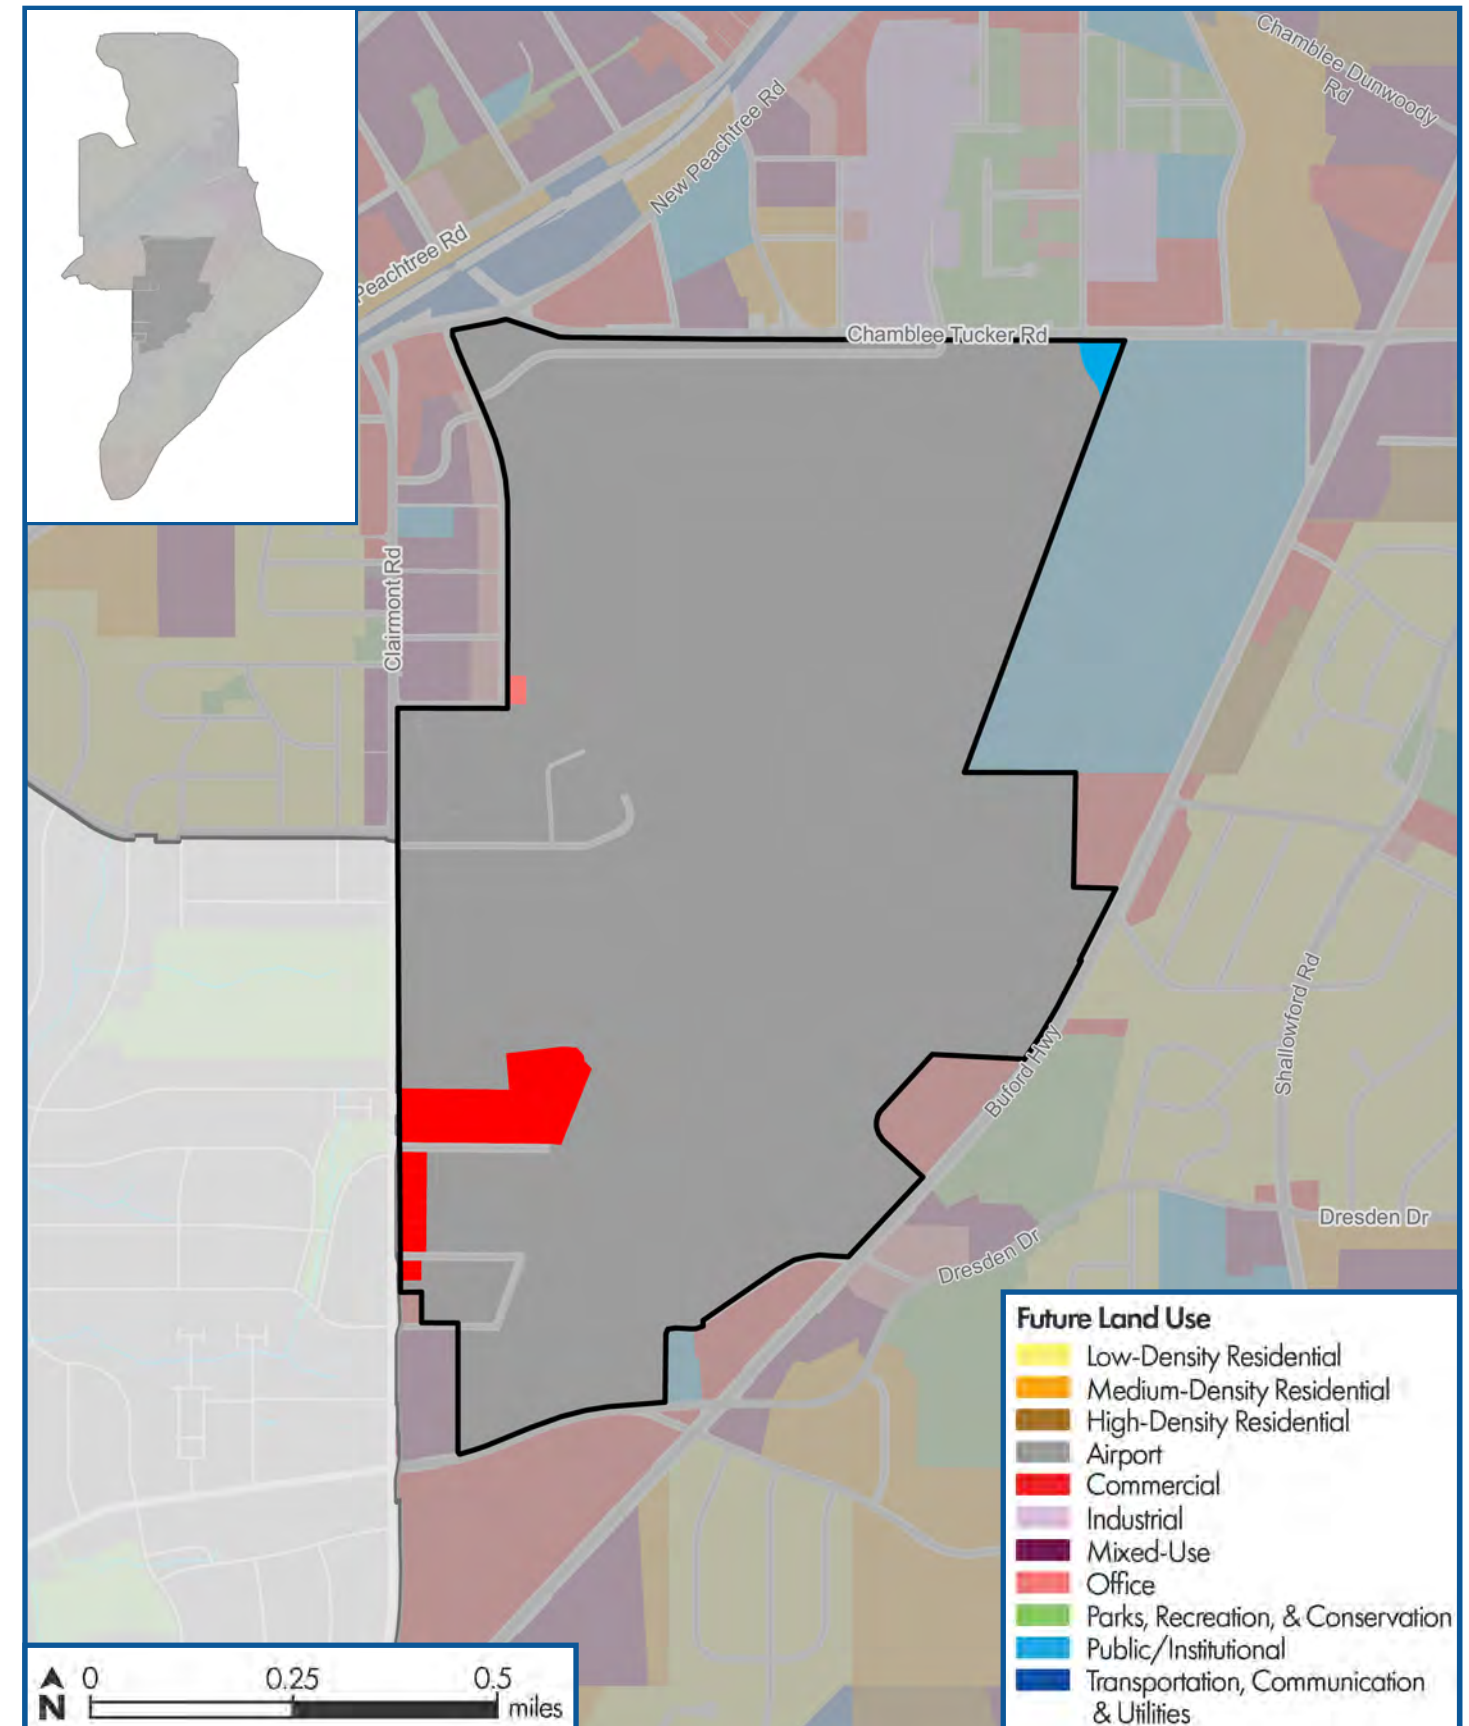 Chamblee Dunwoody
Rd
New Peachtree Rd
Peachtree Rd
Chamblee Tucker Rd
Clairmont Rd
Buford Hwy
Shallowford Rd
Dresden Dr
Dresden Dr
Future Land Use
Low-Density Residential
Medium-Density Residential
High-Density Residential
Airport
Commercial
Industrial
Mixed-Use
Office
Parks, Recreation, & Conservation
Public/Institutional
Transportation, Communication
& Utilities
N
0 0.25 0.5
miles